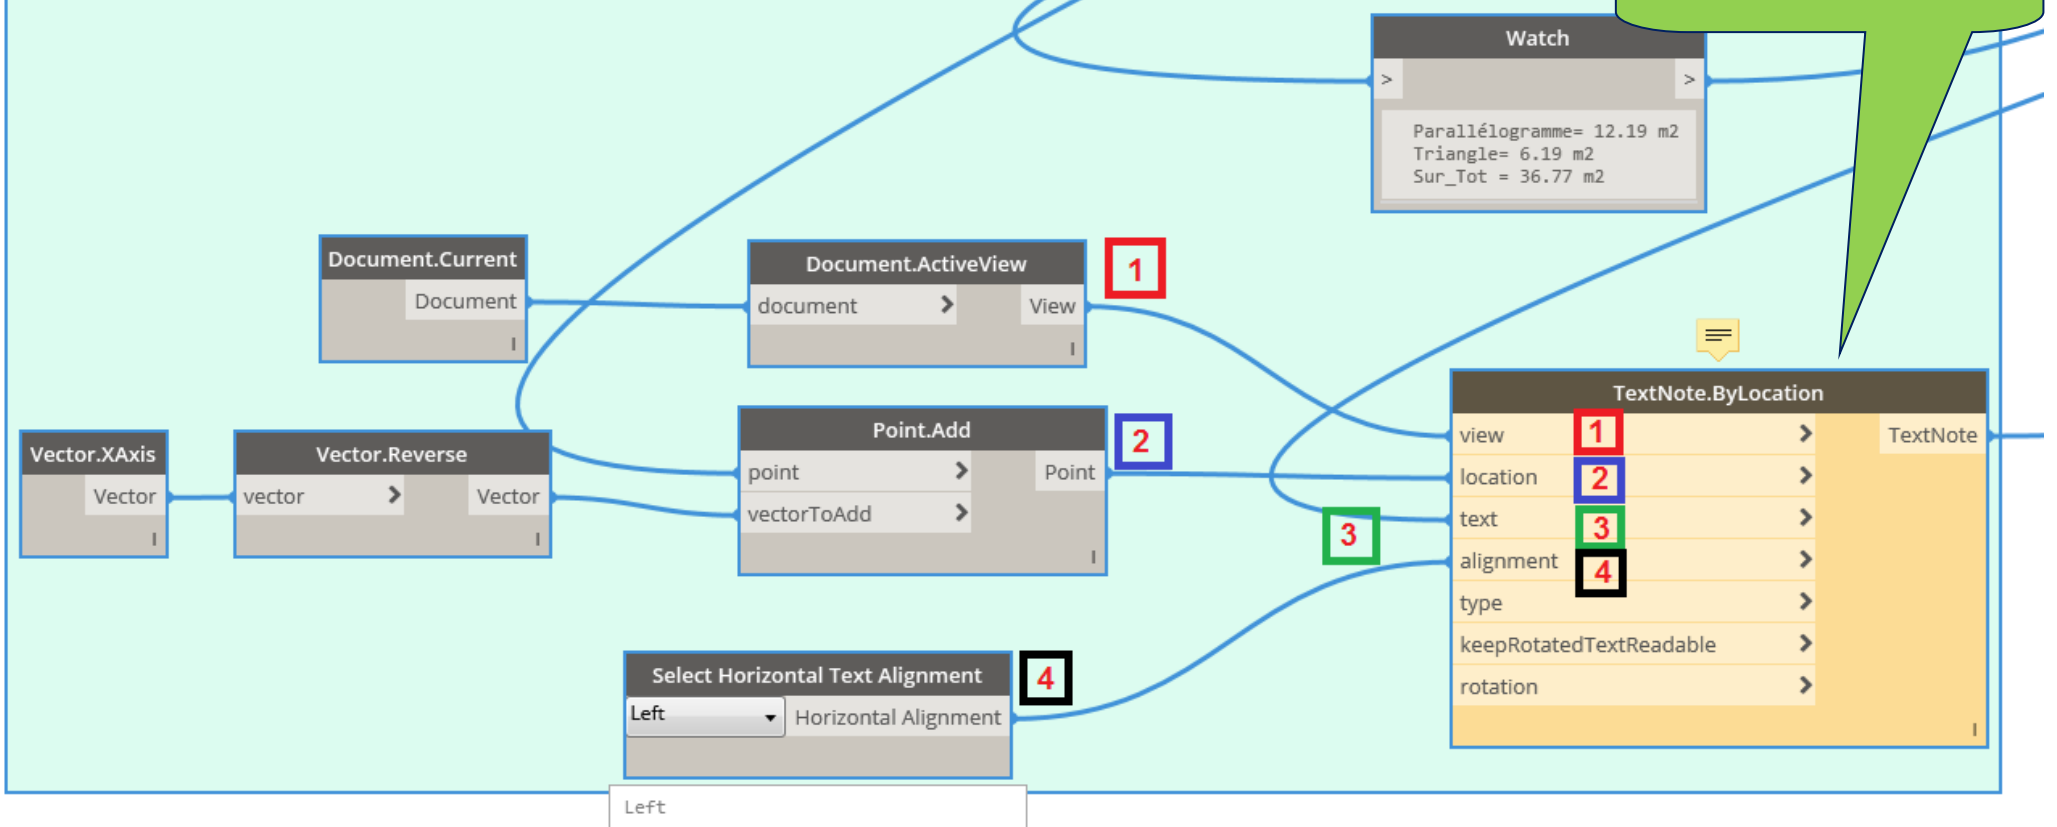 Watch
> >
Parallélogramme= 12.19 m2
Triangle= 6.19 m2
Sur_Tot = 36.77 m2
Document.Current
Document
l
Document.ActiveView
document > View
l
1
Vector.XAxis
Vector
l
Vector.Reverse
vector > Vector
l
Point.Add
point > Point
vectorToAdd >
l
2
3
Select Horizontal Text Alignment
Left Horizontal Alignment
4
Left
TextNote.ByLocation
view 1 > TextNote
location 2 >
text 3 >
alignment 4 >
type >
keepRotatedTextReadable >
rotation >
l